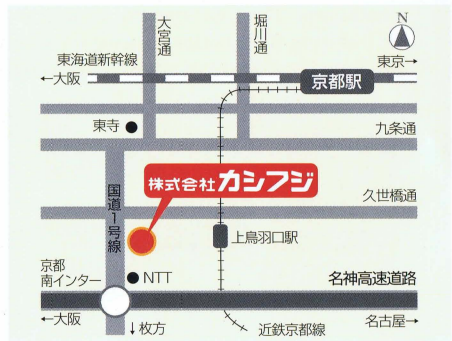 N
大宮通
堀川通
東海道新幹線
←大阪
東京→
京都駅
東寺
九条通
株式会社カシフジ
国道1号線
久世橋通
上鳥羽口駅
京都
南インター
NTT
名神高速道路
←大阪
↓枚方
近鉄京都線
名古屋→